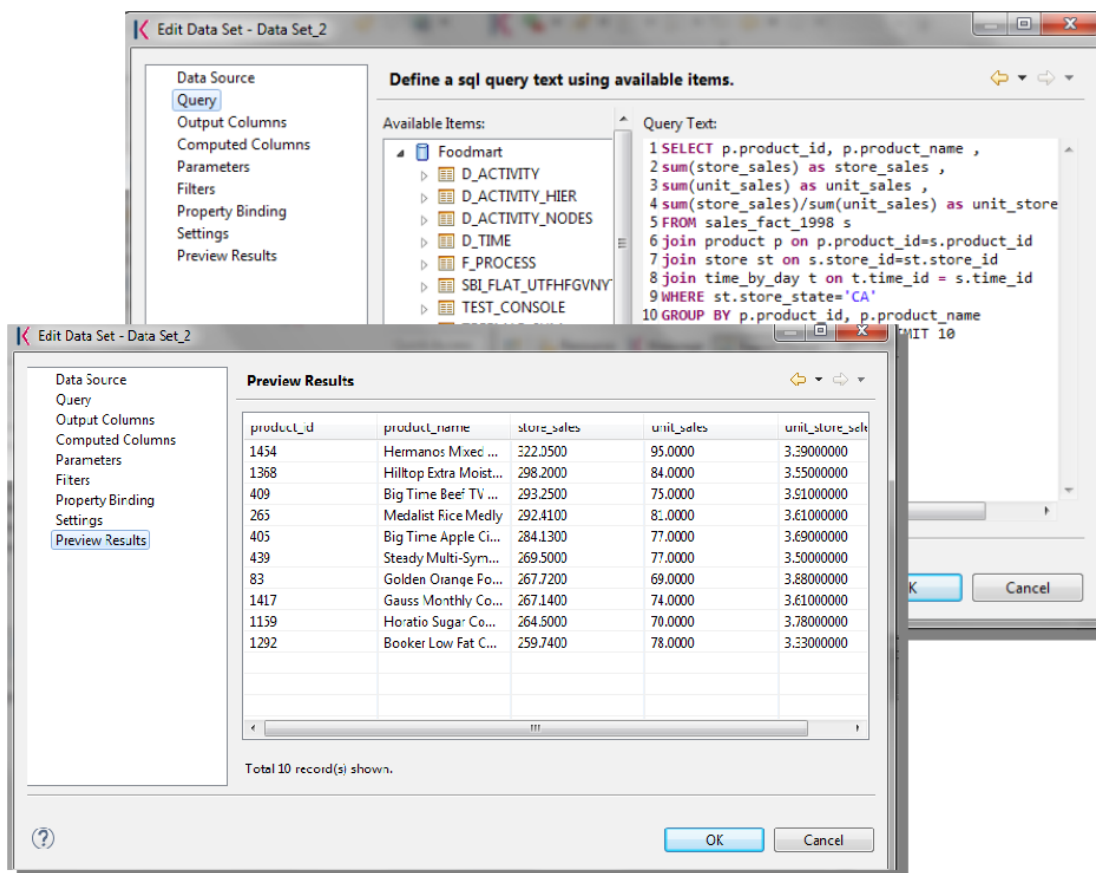 Edit Data Set - Data Set_2
Data Source
Query
Output Columns
Computed Columns
Parameters
Filters
Property Binding
Settings
Preview Results
Define a sql query text using available items.
Available Items:
Foodmart
D_ACTIVITY
D_ACTIVITY_HIER
D_ACTIVITY_NODES
D_TIME
F_PROCESS
SBI_FLAT_UTFHFGVNY
TEST_CONSOLE
Query Text:
1 SELECT p.product_id, p.product_name ,
2 sum(store_sales) as store_sales ,
3 sum(unit_sales) as unit_sales ,
4 sum(store_sales)/sum(unit_sales) as unit_store
5 FROM sales_fact_1998 s
6 join product p on p.product_id=s.product_id
7 join store st on s.store_id=st.store_id
8 join time_by_day t on t.time_id = s.time_id
9 WHERE st.store_state='CA'
10 GROUP BY p.product_id, p.product_name
MIT 10
K
Cancel
Edit Data Set - Data Set_2
Data Source
Query
Output Columns
Computed Columns
Parameters
Filters
Property Binding
Settings
Preview Results
Preview Results
product_id product_name store_sales unit_sales unit_store_sale
1454 Hermanos Mixed ... 322.0500 95.0000 3.39000000
1368 Hilltop Extra Moist... 298.2000 84.0000 3.55000000
409 Big Time Beef TV ... 293.2500 75.0000 3.91000000
265 Medalist Rice Medly 292.4100 81.0000 3.61000000
405 Big Time Apple Ci... 284.1300 77.0000 3.69000000
439 Steady Multi-Sym... 269.5000 77.0000 3.50000000
83 Golden Orange Po... 267.7200 69.0000 3.88000000
1417 Gauss Monthly Co... 267.1400 74.0000 3.61000000
1159 Horatio Sugar Co... 264.6000 70.0000 3.78000000
1292 Booker Low Fat C... 259.7400 78.0000 3.33000000
Total 10 record(s) shown.
OK
Cancel